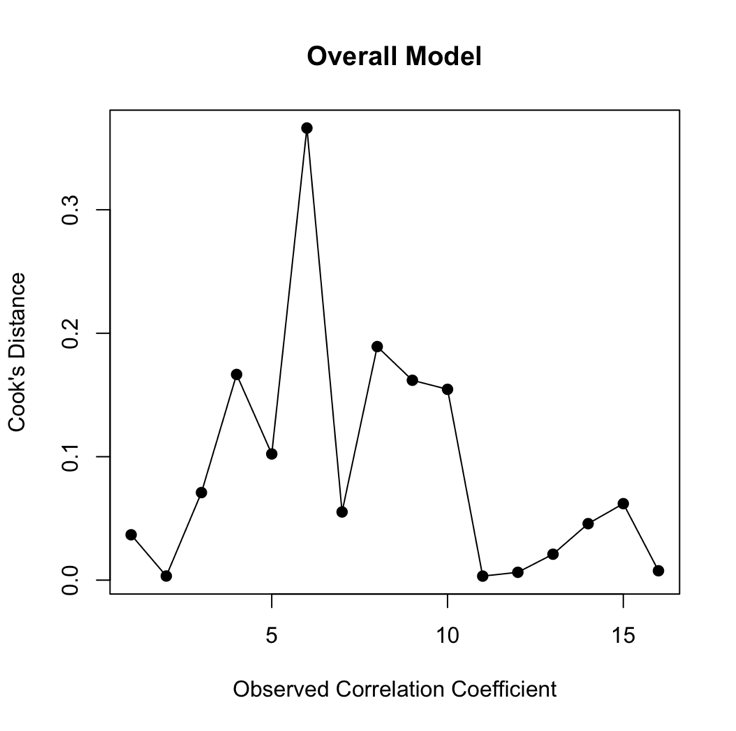 Overall Model
Cook's Distance
0.3
0.2
0.1
0.0
5 10 15
Observed Correlation Coefficient